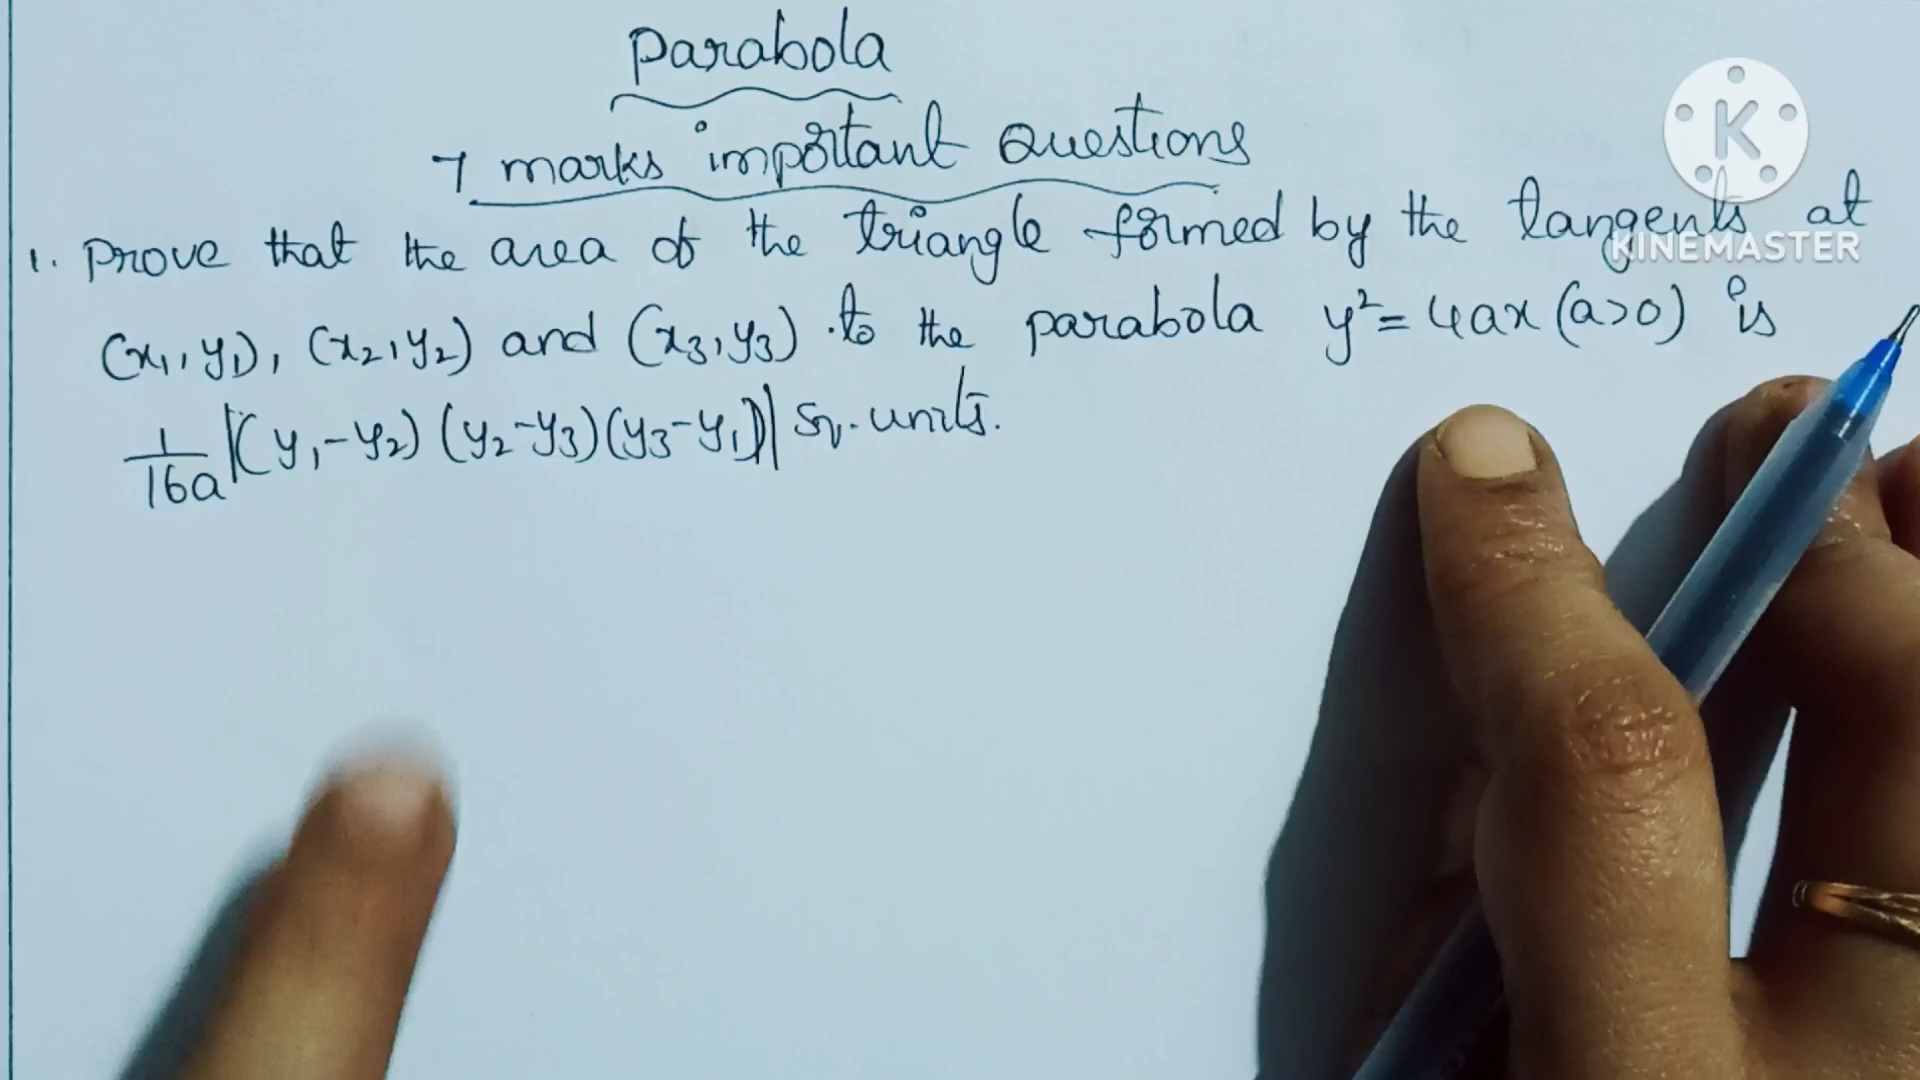 Parabola
7 marks important Questions
1. Prove that the area of the triangle formed by the tangents at
(x₁, y₁), (x₂, y₂) and (x₃, y₃) to the parabola y² = 4ax (a>0) is
1/16a |(y₁-y₂) (y₂-y₃)(y₃-y₁)| Sq. units.
K
KINEMASTER